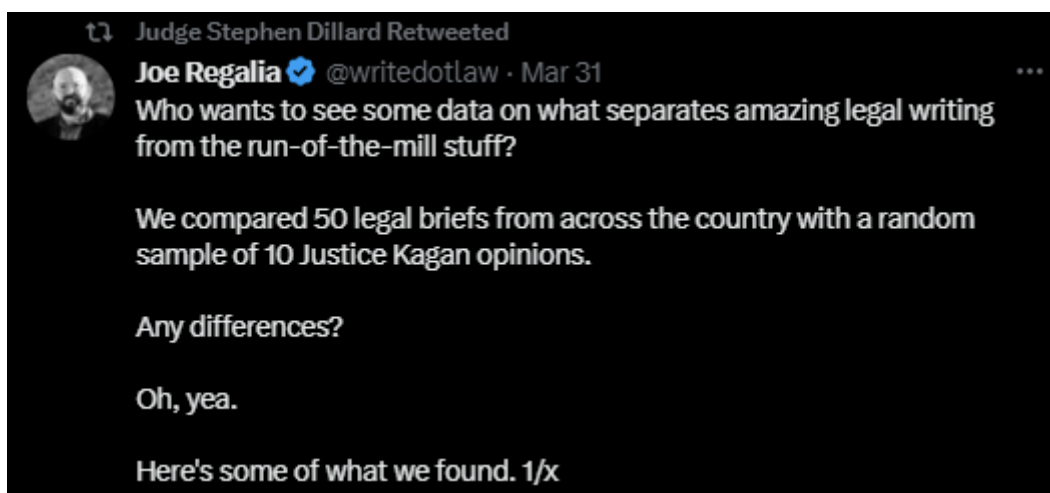 Judge Stephen Dillard Retweeted
Joe Regalia @writedotlaw · Mar 31
Who wants to see some data on what separates amazing legal writing
from the run-of-the-mill stuff?
We compared 50 legal briefs from across the country with a random
sample of 10 Justice Kagan opinions.
Any differences?
Oh, yea.
Here's some of what we found. 1/x